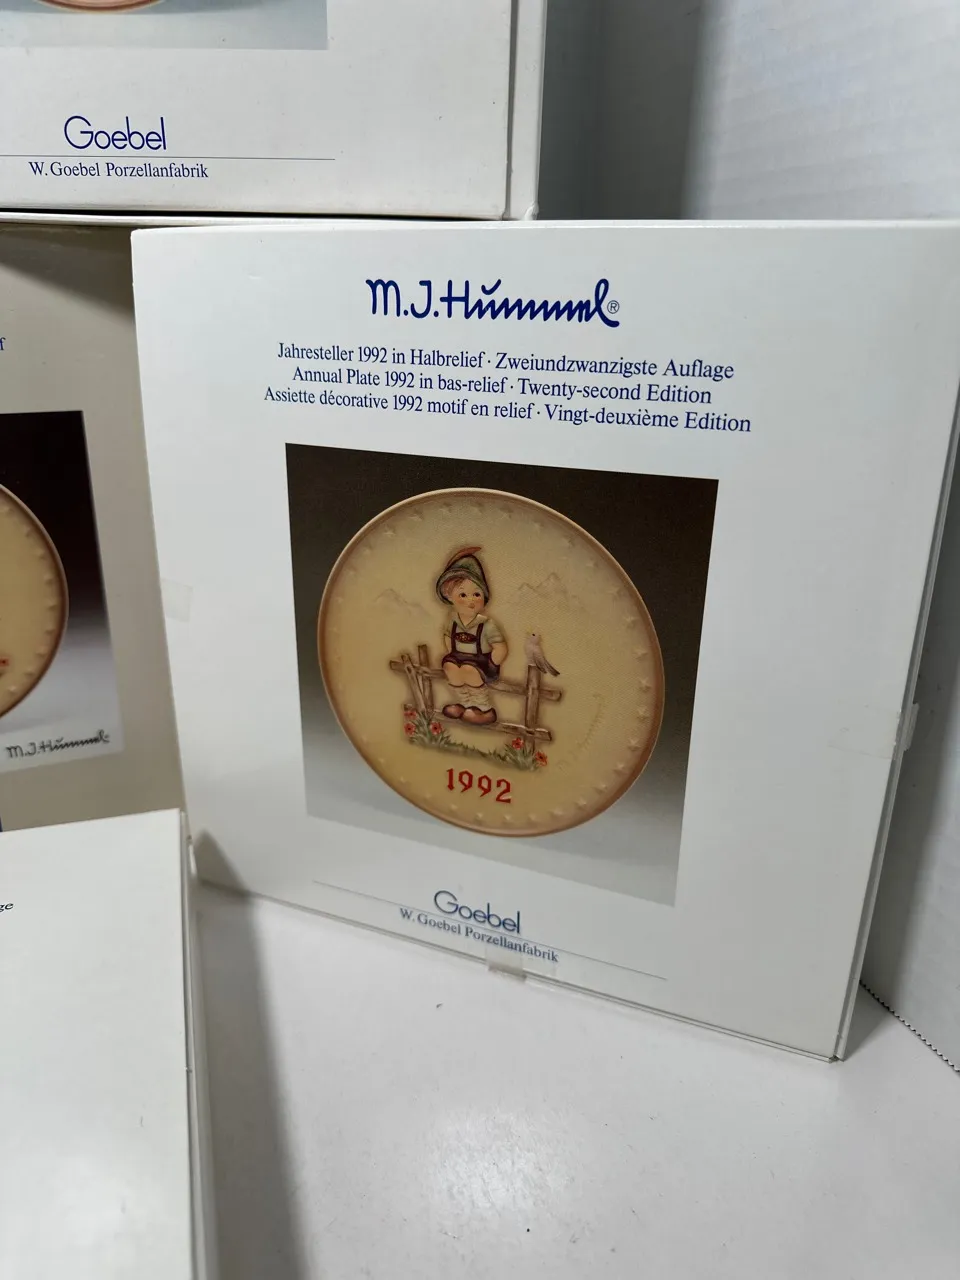 Goebel
W. Goebel Porzellanfabrik
f
M.J.Hummel
M.J.Hummel®
Jahresteller 1992 in Halbrelief · Zweiundzwanzigste Auflage
Annual Plate 1992 in bas-relief · Twenty-second Edition
Assiette décorative 1992 motif en relief · Vingt-deuxième Edition
1992
Goebel
W. Goebel Porzellanfabrik
ge